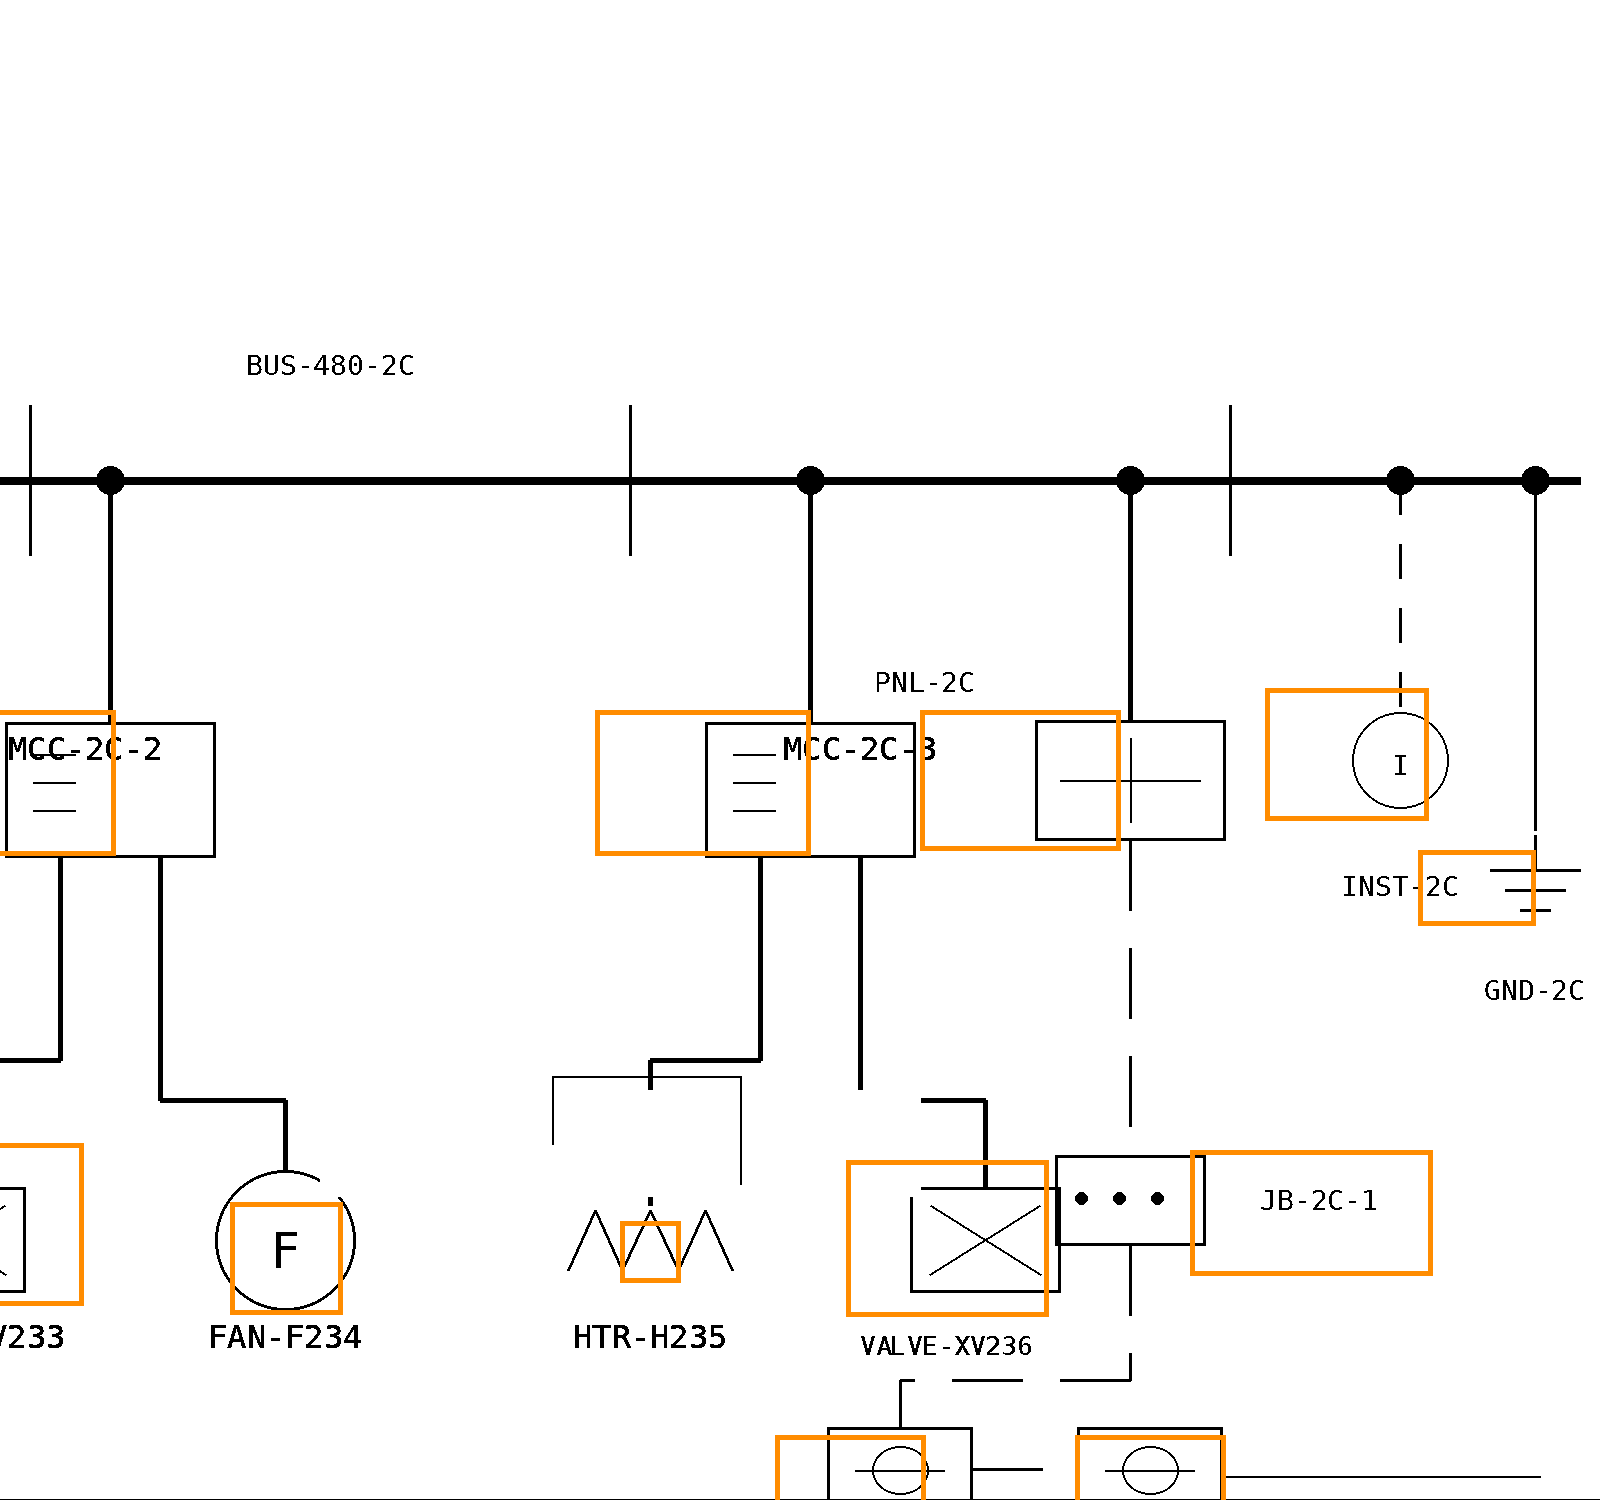 BUS-480-2C
PNL-2C
MCC-2C-2
MCC-2C-3
I
INST-2C
GND-2C
JB-2C-1
F
V233
FAN-F234
HTR-H235
VALVE-XV236